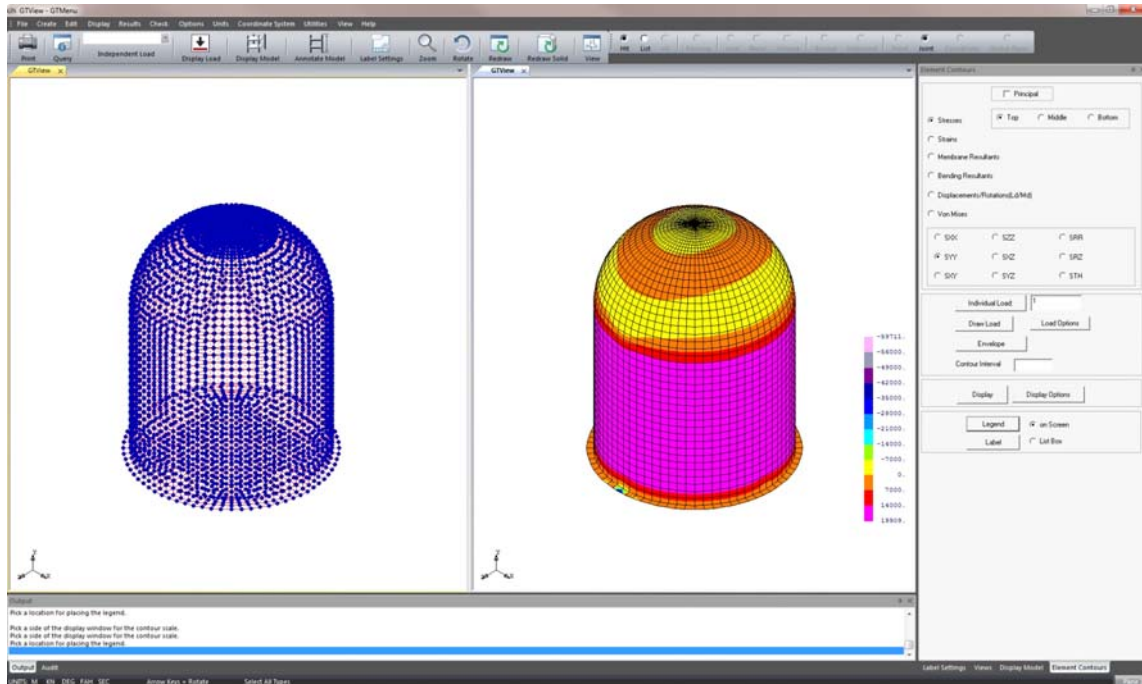 GTView - GTMenu
File Create Edit Display Results Check Options Units Coordinate System Utilities View Help
Independent Load
Print Query Display Load Display Model Annotate Model Label Settings Zoom Rotate Redraw Redraw Solid View
Hit List
Joint
GTView x
GTView x
Element Contours
Principal
Stresses Top Middle Bottom
Strains
Membrane Resultants
Bending Resultants
Displacements/Rotations(Ld/Md)
Von Mises
SXX SZZ SRR
SYY SXZ SRZ
SXY SYZ STH
Individual Load 1
Draw Load Load Options
Envelope
Contour Interval
Display Display Options
Legend on Screen
Label List Box
-59711.
-56000.
-49000.
-42000.
-35000.
-28000.
-21000.
-14000.
-7000.
0.
7000.
14000.
Output
Pick a location for placing the legend.
Pick a side of the display window for the contour scale.
Pick a side of the display window for the contour scale.
Pick a location for placing the legend.
Output Audit
Label Settings Views Display Model Element Contours
UNITS: M KN DEG FAH SEC Arrow Keys = Rotate Select All Types